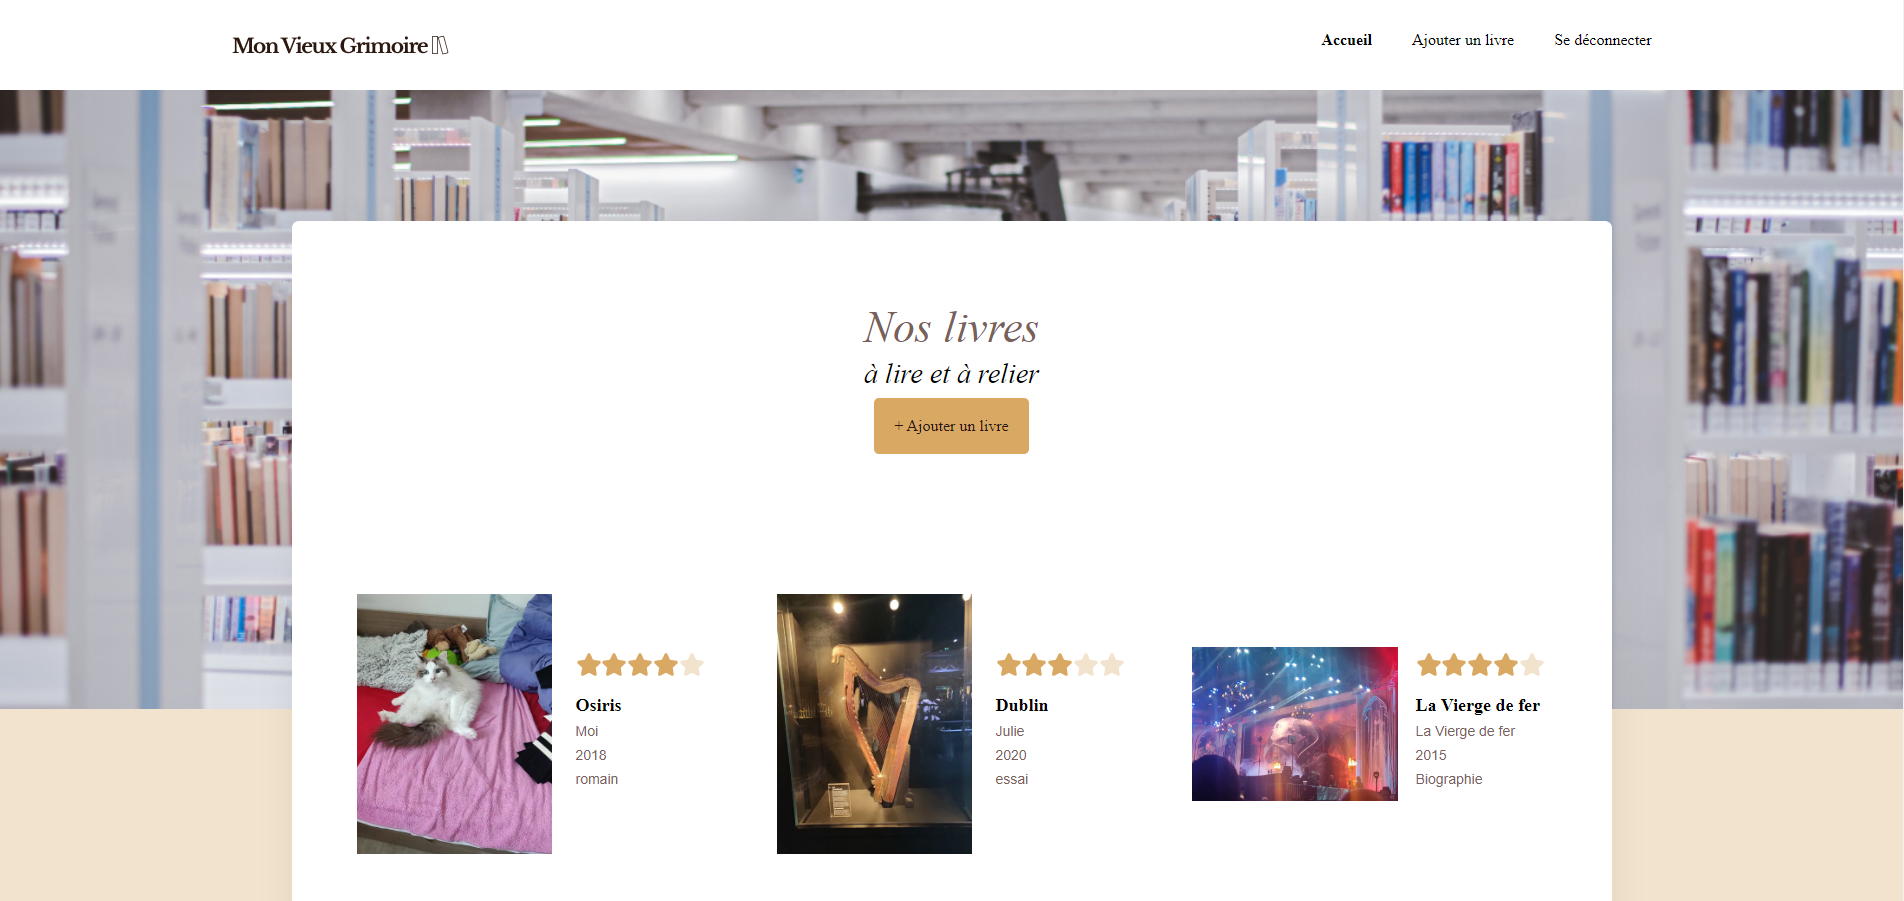 Mon Vieux Grimoire
Accueil
Ajouter un livre
Se déconnecter
Nos livres
à lire et à relier
+ Ajouter un livre
Osiris
Moi
2018
romain
Dublin
Julie
2020
essai
La Vierge de fer
La Vierge de fer
2015
Biographie